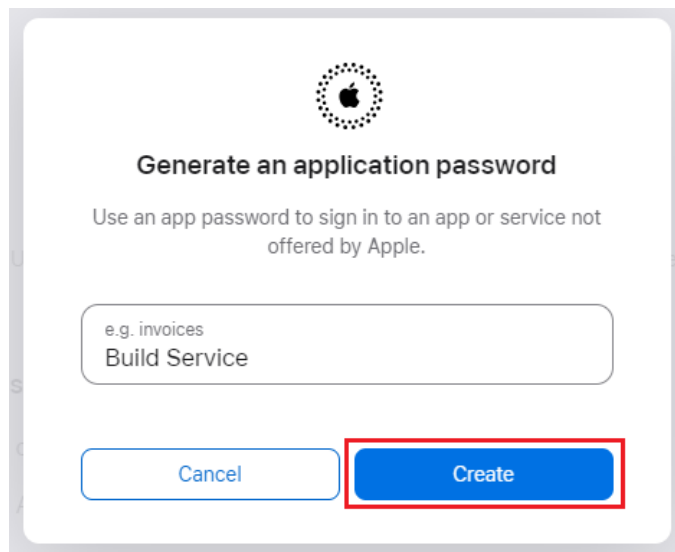 Generate an application password
Use an app password to sign in to an app or service not
offered by Apple.
e.g. invoices
Build Service
Cancel
Create